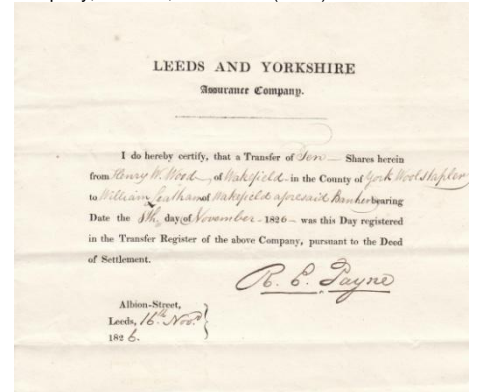 LEEDS AND YORKSHIRE
Assurance Company.
I do hereby certify, that a Transfer of Ten Shares herein
from Henry W. Wood, of Wakefield in the County of York Wool Stapler
to William Leatham of Wakefield aforesaid Banker bearing
Date the 8th day of November 1826 — was this Day registered
in the Transfer Register of the above Company, pursuant to the Deed
of Settlement.
R. E. Payne
Albion-Street,
Leeds, 16th Novr.
1826.